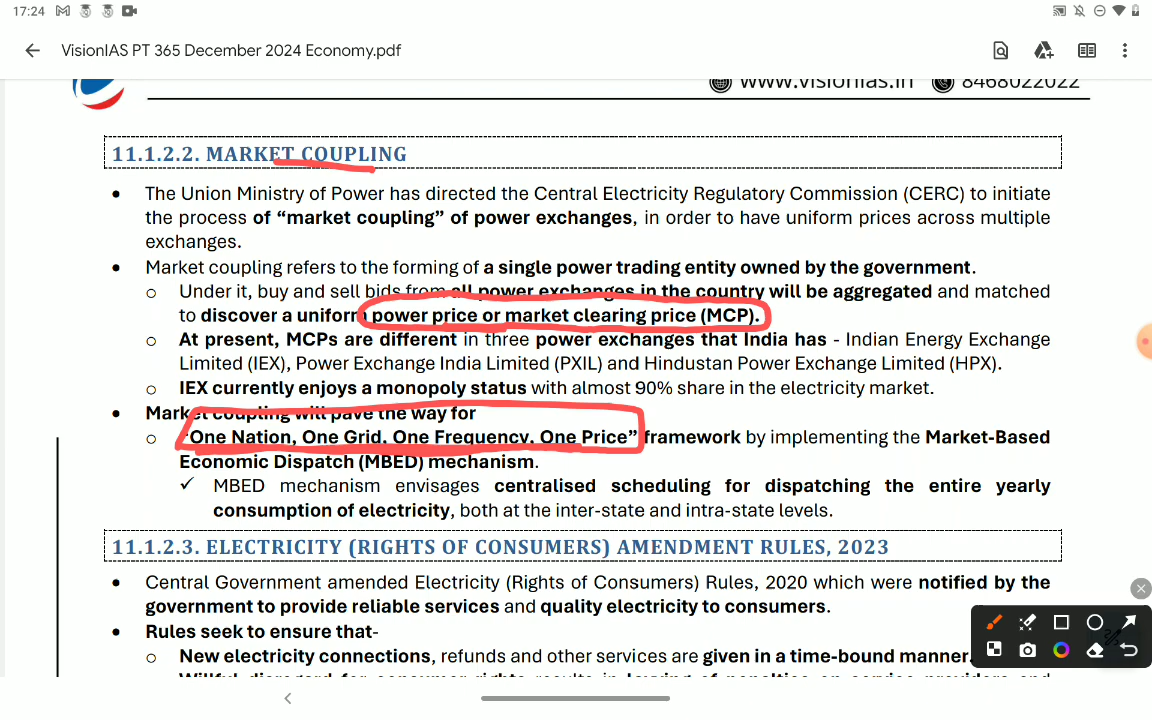 17:24
VisionIAS PT 365 December 2024 Economy.pdf
www.visionias.in 8468022022
11.1.2.2. MARKET COUPLING
• The Union Ministry of Power has directed the Central Electricity Regulatory Commission (CERC) to initiate
the process of “market coupling” of power exchanges, in order to have uniform prices across multiple
exchanges.
• Market coupling refers to the forming of a single power trading entity owned by the government.
o Under it, buy and sell bids from all power exchanges in the country will be aggregated and matched
to discover a uniform power price or market clearing price (MCP).
o At present, MCPs are different in three power exchanges that India has - Indian Energy Exchange
Limited (IEX), Power Exchange India Limited (PXIL) and Hindustan Power Exchange Limited (HPX).
o IEX currently enjoys a monopoly status with almost 90% share in the electricity market.
• Market coupling will pave the way for
o “One Nation, One Grid, One Frequency, One Price” framework by implementing the Market-Based
Economic Dispatch (MBED) mechanism.
✓ MBED mechanism envisages centralised scheduling for dispatching the entire yearly
consumption of electricity, both at the inter-state and intra-state levels.
11.1.2.3. ELECTRICITY (RIGHTS OF CONSUMERS) AMENDMENT RULES, 2023
• Central Government amended Electricity (Rights of Consumers) Rules, 2020 which were notified by the
government to provide reliable services and quality electricity to consumers.
• Rules seek to ensure that-
o New electricity connections, refunds and other services are given in a time-bound manner.